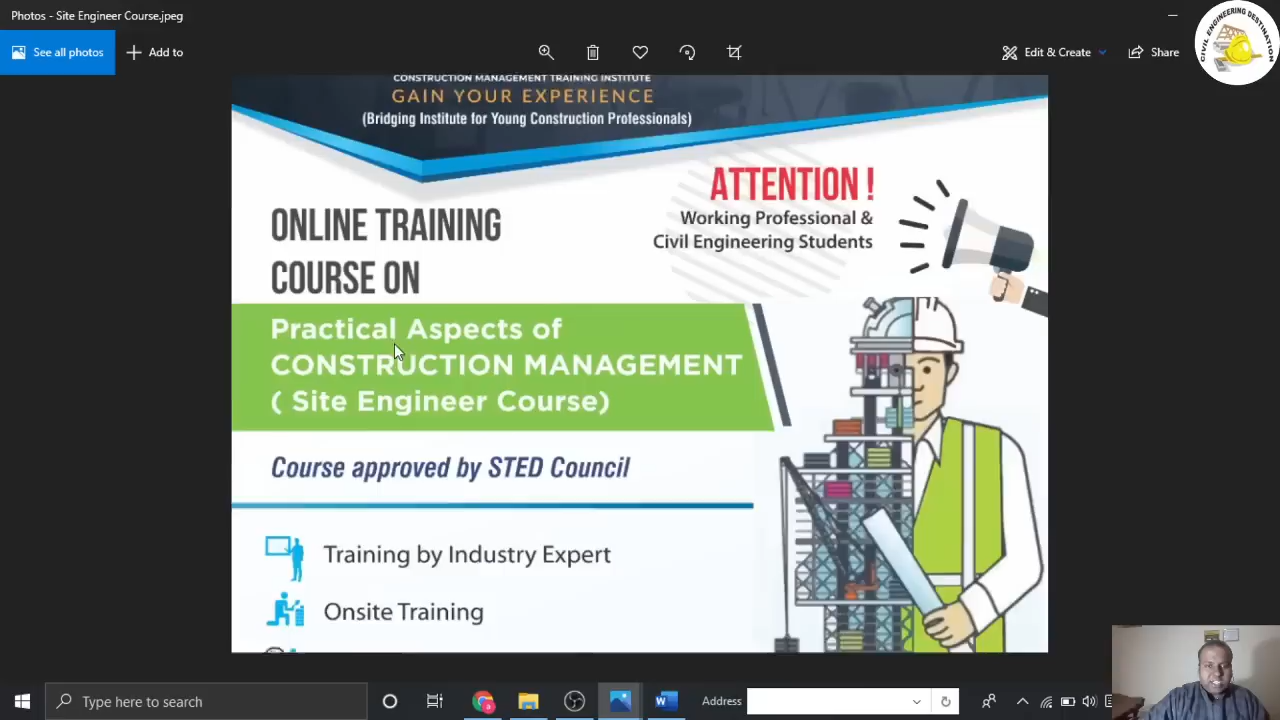 Photos - Site Engineer Course.jpeg
See all photos
Add to
Edit & Create
Share
CIVIL ENGINEERING DESTINATION
CONSTRUCTION MANAGEMENT TRAINING INSTITUTE
GAIN YOUR EXPERIENCE
(Bridging Institute for Young Construction Professionals)
ATTENTION !
Working Professional &
Civil Engineering Students
ONLINE TRAINING
COURSE ON
Practical Aspects of
CONSTRUCTION MANAGEMENT
( Site Engineer Course)
Course approved by STED Council
Training by Industry Expert
Onsite Training
Type here to search
Address